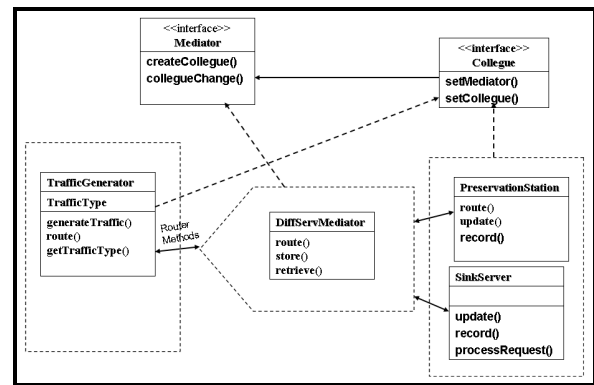 <<interface>>
Mediator
createCollegue()
collegueChange()
<<interface>>
Collegue
setMediator()
setCollegue()
TrafficGenerator
TrafficType
generateTraffic()
route()
getTrafficType()
Router
Methods
DiffServMediator
route()
store()
retrieve()
PreservationStation
route()
update()
record()
SinkServer
update()
record()
processRequest()